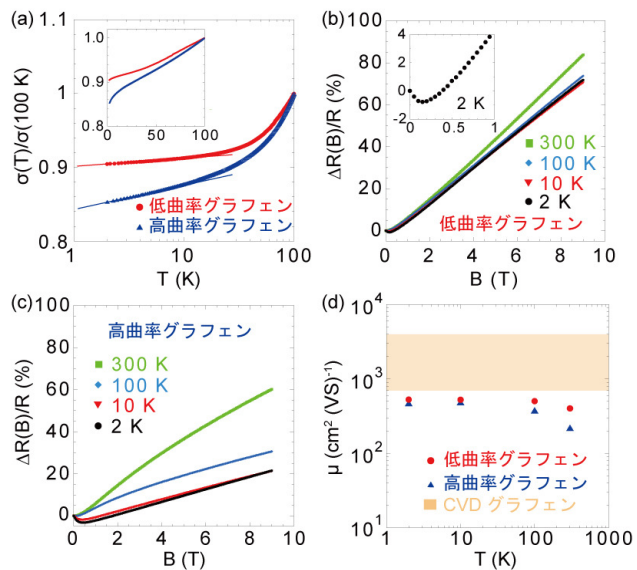 (a)
1.1
1.0
0.9
0.8
σ(T)/σ(100 K)
1.0
0.9
0.8
0
50
100
低曲率グラフェン
高曲率グラフェン
1
10
100
T (K)
(b)
100
80
60
40
20
0
ΔR(B)/R (%)
4
2
0
-2
0
0.5
1
2 K
300 K
100 K
10 K
2 K
低曲率グラフェン
0
2
4
6
8
10
B (T)
(c)
100
80
60
40
20
0
ΔR(B)/R (%)
高曲率グラフェン
300 K
100 K
10 K
2 K
0
2
4
6
8
10
B (T)
(d)
10⁴
10³
10²
10¹
μ (cm² (VS)⁻¹
低曲率グラフェン
高曲率グラフェン
CVD グラフェン
1
10
100
1000
T (K)